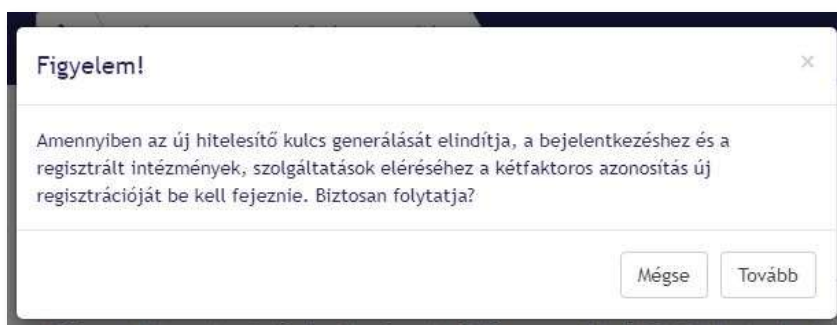 Figyelem!
×
Amennyiben az új hitelesítő kulcs generálását elindítja, a bejelentkezéshez és a
regisztrált intézmények, szolgáltatások eléréséhez a kétfaktoros azonosítás új
regisztrációját be kell fejeznie. Biztosan folytatja?
Mégse Tovább